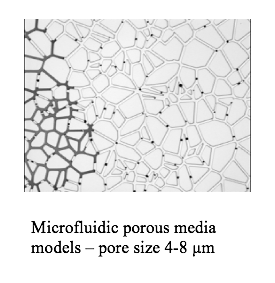 Microfluidic porous media
models – pore size 4-8 μm